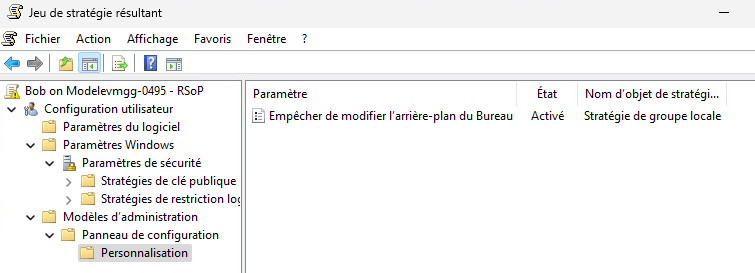 Jeu de stratégie résultant
Fichier Action Affichage Favoris Fenêtre ?
Bob on Modelevmgg-0495 - RSoP
Configuration utilisateur
Paramètres du logiciel
Paramètres Windows
Paramètres de sécurité
Stratégies de clé publique
Stratégies de restriction log
Modèles d'administration
Panneau de configuration
Personnalisation
Paramètre État Nom d'objet de stratégi...
Empêcher de modifier l'arrière-plan du Bureau Activé Stratégie de groupe locale